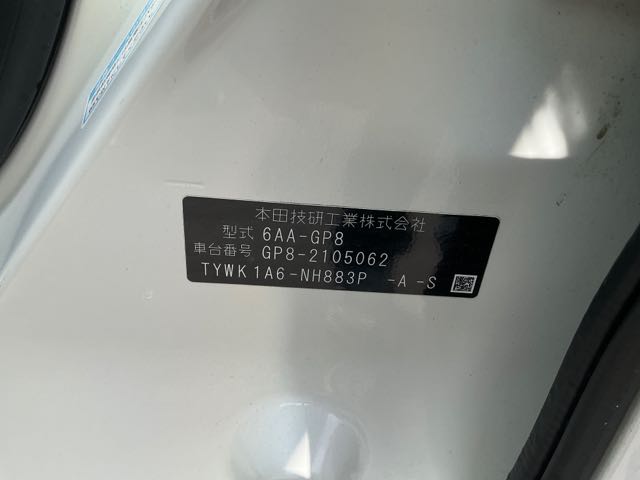 本田技研工業株式会社
型式 6AA-GP8
車台番号 GP8-2105062
TYWK1A6-NH883P -A -S